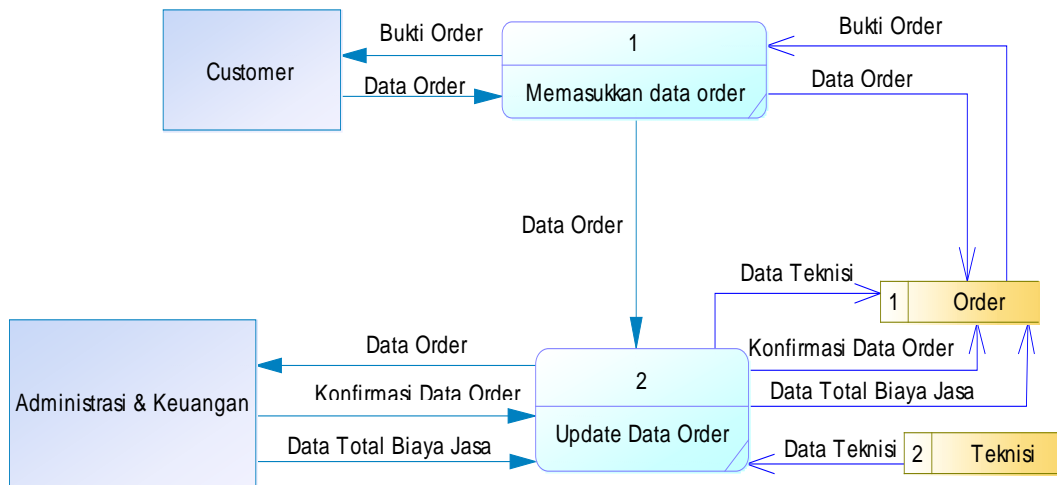 Bukti Order
1
Bukti Order
Customer
Data Order
Memasukkan data order
Data Order
Data Order
Data Teknisi
1
Order
Data Order
Konfirmasi Data Order
2
Administrasi & Keuangan
Konfirmasi Data Order
Data Total Biaya Jasa
Update Data Order
Data Total Biaya Jasa
Data Teknisi
2
Teknisi